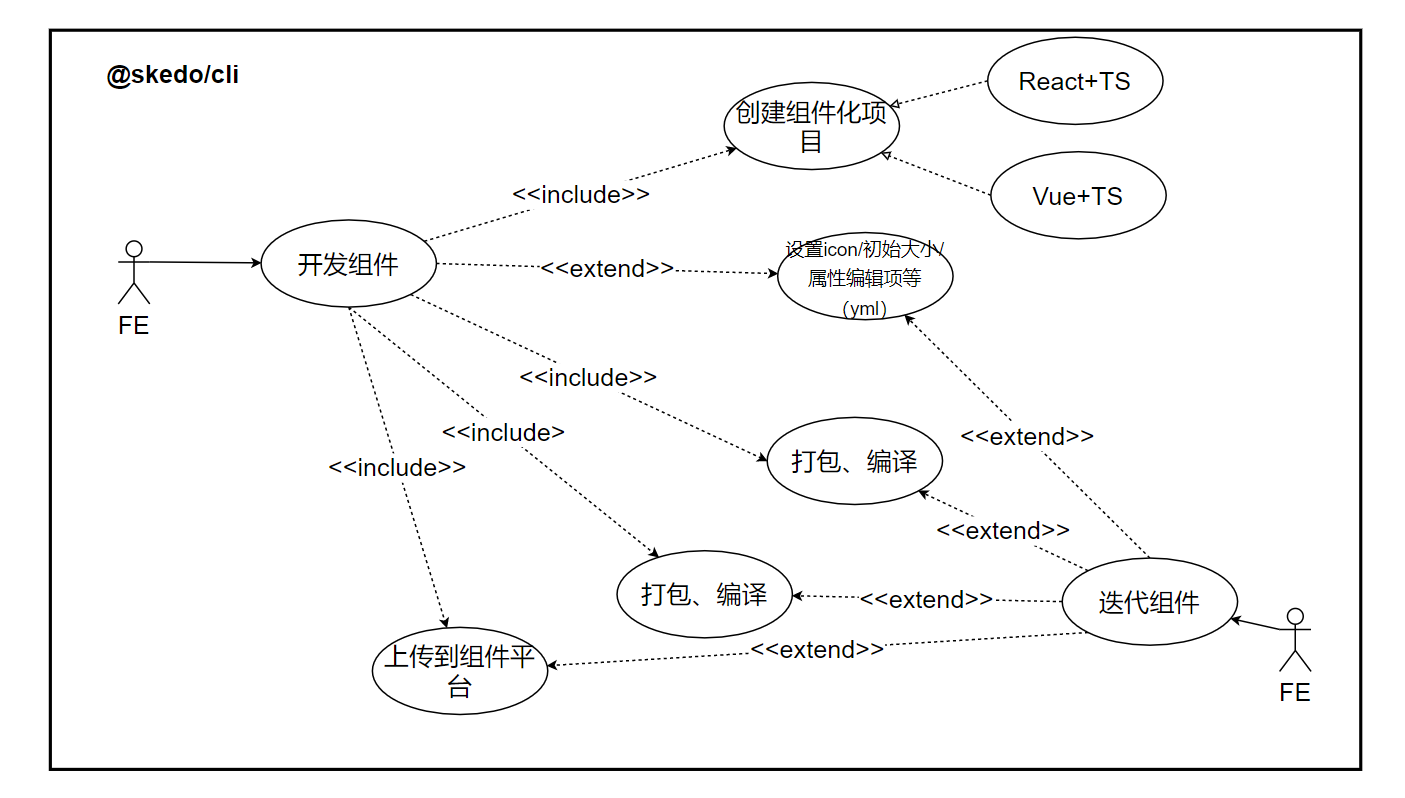 @skedo/cli
React+TS
创建组件化项
目
Vue+TS
<<include>>
开发组件
<<extend>>
设置icon/初始大小/
属性编辑项等
（yml）
FE
<<include>>
<<include>
<<extend>>
<<include>>
打包、编译
<<extend>>
打包、编译
<<extend>>
迭代组件
<<extend>>
上传到组件平
台
FE